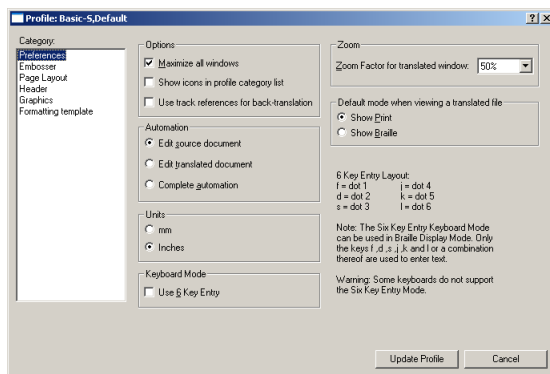 Profile: Basic-S,Default
Category:
Preferences
Embosser
Page Layout
Header
Graphics
Formatting template
Options
Maximize all windows
Show icons in profile category list
Use track references for back-translation
Automation
Edit source document
Edit translated document
Complete automation
Units
mm
Inches
Keyboard Mode
Use 6 Key Entry
Zoom
Zoom Factor for translated window: 50%
Default mode when viewing a translated file
Show Print
Show Braille
6 Key Entry Layout:
f = dot 1 j = dot 4
d = dot 2 k = dot 5
s = dot 3 l = dot 6
Note: The Six Key Entry Keyboard Mode
can be used in Braille Display Mode. Only
the keys f ,d ,s ,j ,k and l or a combination
thereof are used to enter text.
Warning: Some keyboards do not support
the Six Key Entry Mode.
Update Profile
Cancel